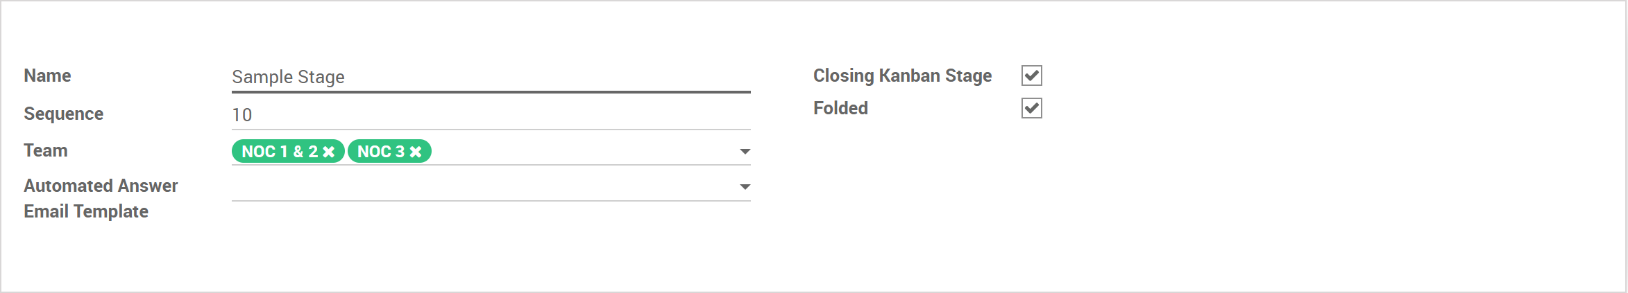 Name
Sample Stage
Sequence
10
Team
NOC 1 & 2 NOC 3
Automated Answer
Email Template
Closing Kanban Stage
Folded